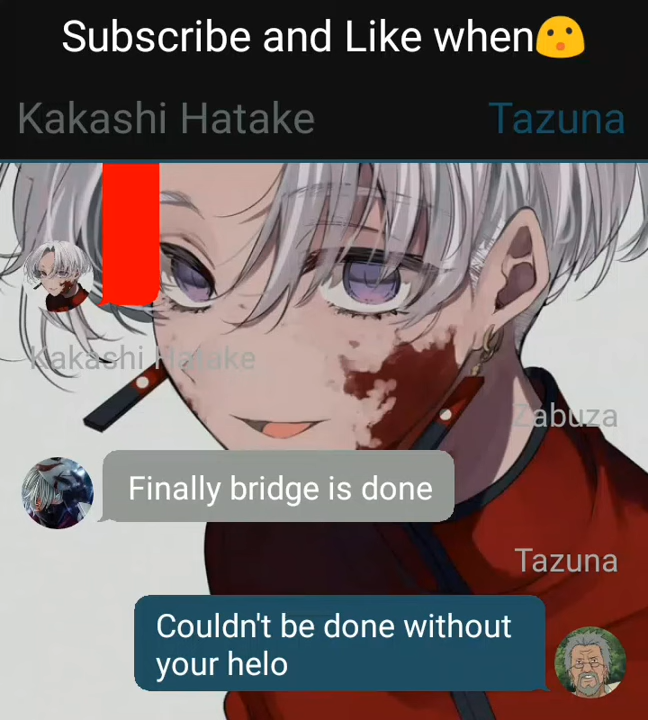 Subscribe and Like when😮
Kakashi Hatake
Tazuna
Kakashi Hatake
Zabuza
Finally bridge is done
Tazuna
Couldn't be done without
your helo